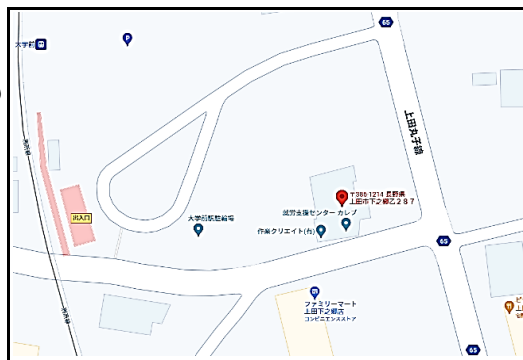 65
大学前
P
上田丸子線
出入口
〒386-1214 長野県
上田市下之郷乙287
就労支援センター カレブ
大学前駅駐輪場
作業クリエイト(有)
65
ファミリーマート
上田下之郷店
コンビニエンスストア
65